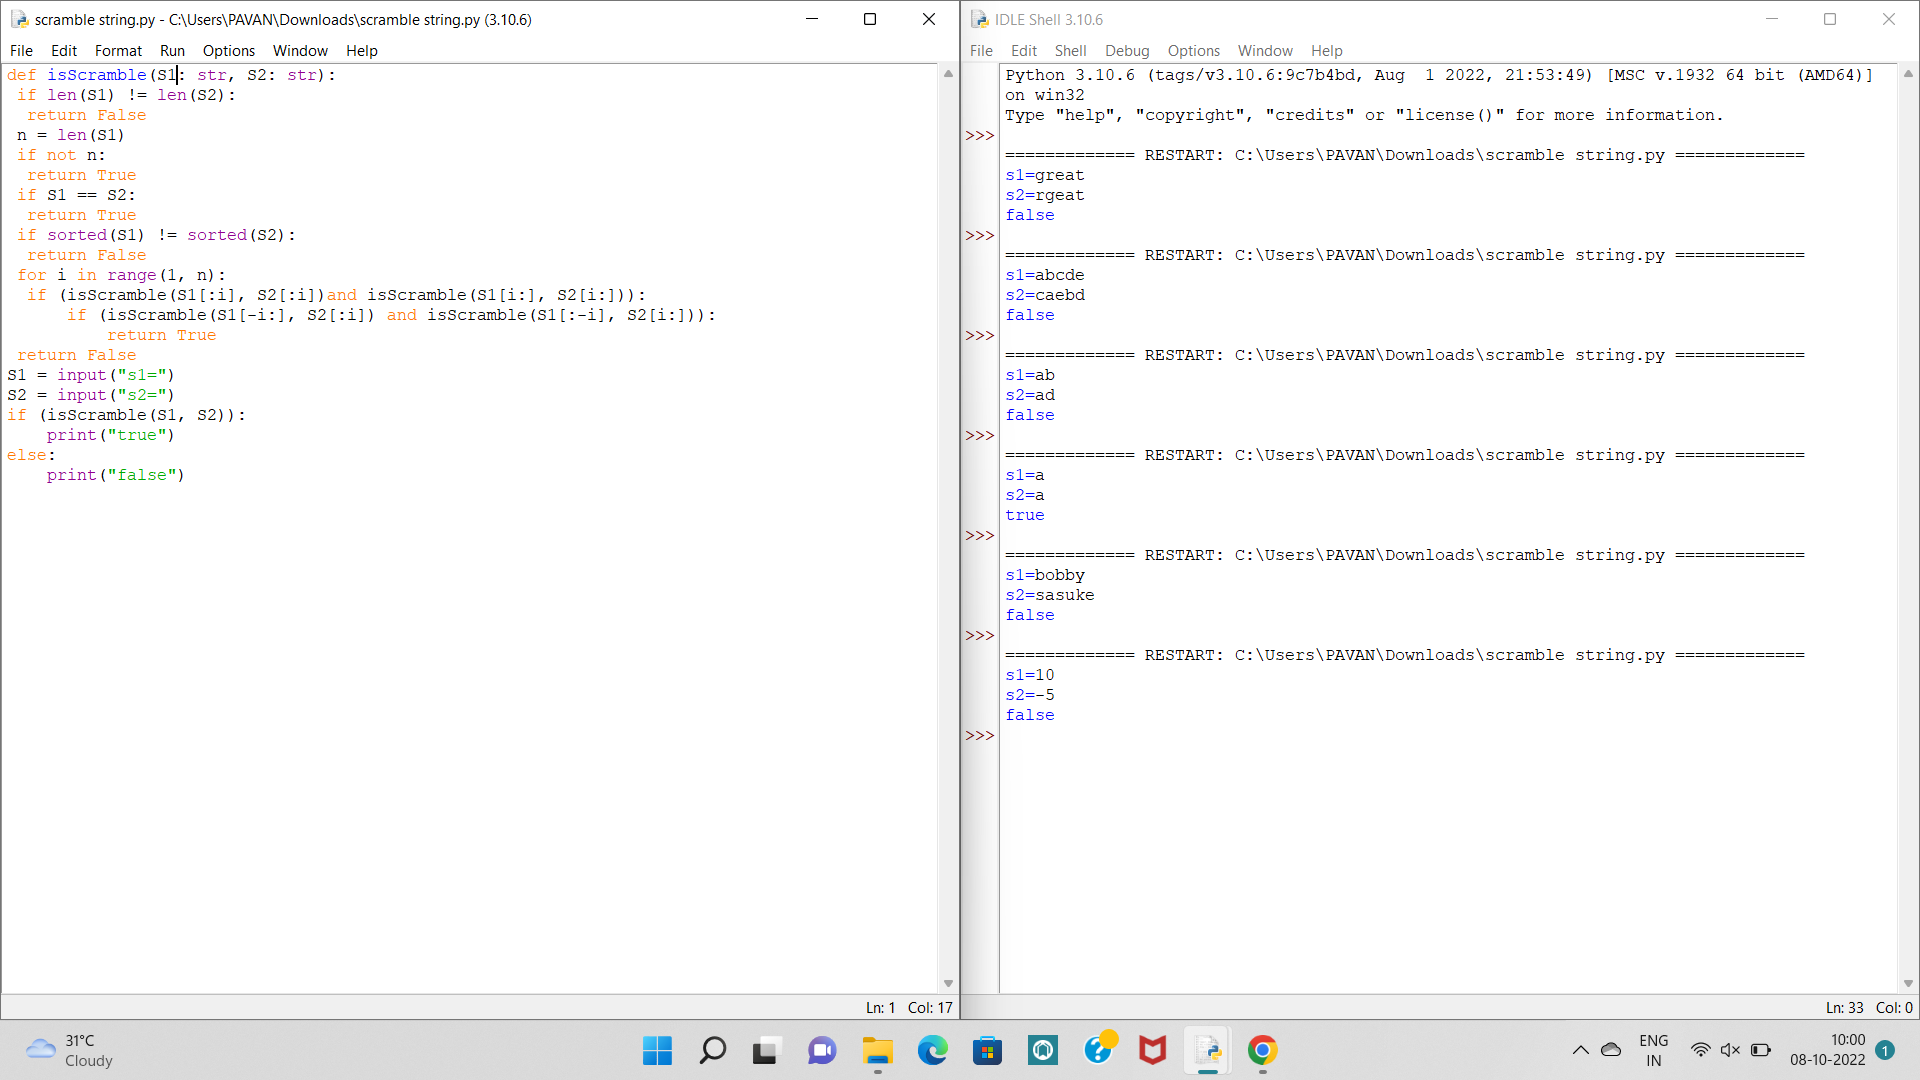 scramble string.py - C:\Users\PAVAN\Downloads\scramble string.py (3.10.6)
File Edit Format Run Options Window Help
def isScramble(S1: str, S2: str):
 if len(S1) != len(S2):
  return False
 n = len(S1)
 if not n:
  return True
 if S1 == S2:
  return True
 if sorted(S1) != sorted(S2):
  return False
 for i in range(1, n):
  if (isScramble(S1[:i], S2[:i])and isScramble(S1[i:], S2[i:])):
      if (isScramble(S1[-i:], S2[:i]) and isScramble(S1[:-i], S2[i:])):
          return True
 return False
S1 = input("s1=")
S2 = input("s2=")
if (isScramble(S1, S2)):
    print("true")
else:
    print("false")
Ln: 1 Col: 17
IDLE Shell 3.10.6
File Edit Shell Debug Options Window Help
Python 3.10.6 (tags/v3.10.6:9c7b4bd, Aug  1 2022, 21:53:49) [MSC v.1932 64 bit (AMD64)]
on win32
Type "help", "copyright", "credits" or "license()" for more information.
>>>
============= RESTART: C:\Users\PAVAN\Downloads\scramble string.py =============
s1=great
s2=rgeat
false
>>>
============= RESTART: C:\Users\PAVAN\Downloads\scramble string.py =============
s1=abcde
s2=caebd
false
>>>
============= RESTART: C:\Users\PAVAN\Downloads\scramble string.py =============
s1=ab
s2=ad
false
>>>
============= RESTART: C:\Users\PAVAN\Downloads\scramble string.py =============
s1=a
s2=a
true
>>>
============= RESTART: C:\Users\PAVAN\Downloads\scramble string.py =============
s1=bobby
s2=sasuke
false
>>>
============= RESTART: C:\Users\PAVAN\Downloads\scramble string.py =============
s1=10
s2=-5
false
>>>
Ln: 33 Col: 0
31°C
Cloudy
ENG
IN
10:00
08-10-2022
1